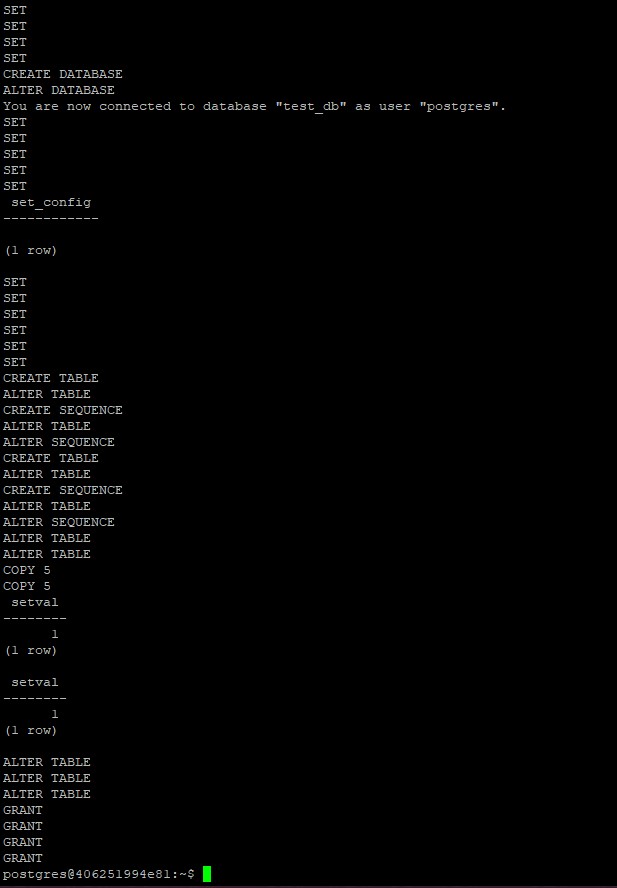 SET
SET
SET
SET
CREATE DATABASE
ALTER DATABASE
You are now connected to database "test_db" as user "postgres".
SET
SET
SET
SET
SET
 set_config
------------

(1 row)

SET
SET
SET
SET
SET
SET
CREATE TABLE
ALTER TABLE
CREATE SEQUENCE
ALTER TABLE
ALTER SEQUENCE
CREATE TABLE
ALTER TABLE
CREATE SEQUENCE
ALTER TABLE
ALTER SEQUENCE
ALTER TABLE
ALTER TABLE
COPY 5
COPY 5
 setval
--------
      1
(1 row)

 setval
--------
      1
(1 row)

ALTER TABLE
ALTER TABLE
ALTER TABLE
GRANT
GRANT
GRANT
GRANT
postgres@406251994e81:~$